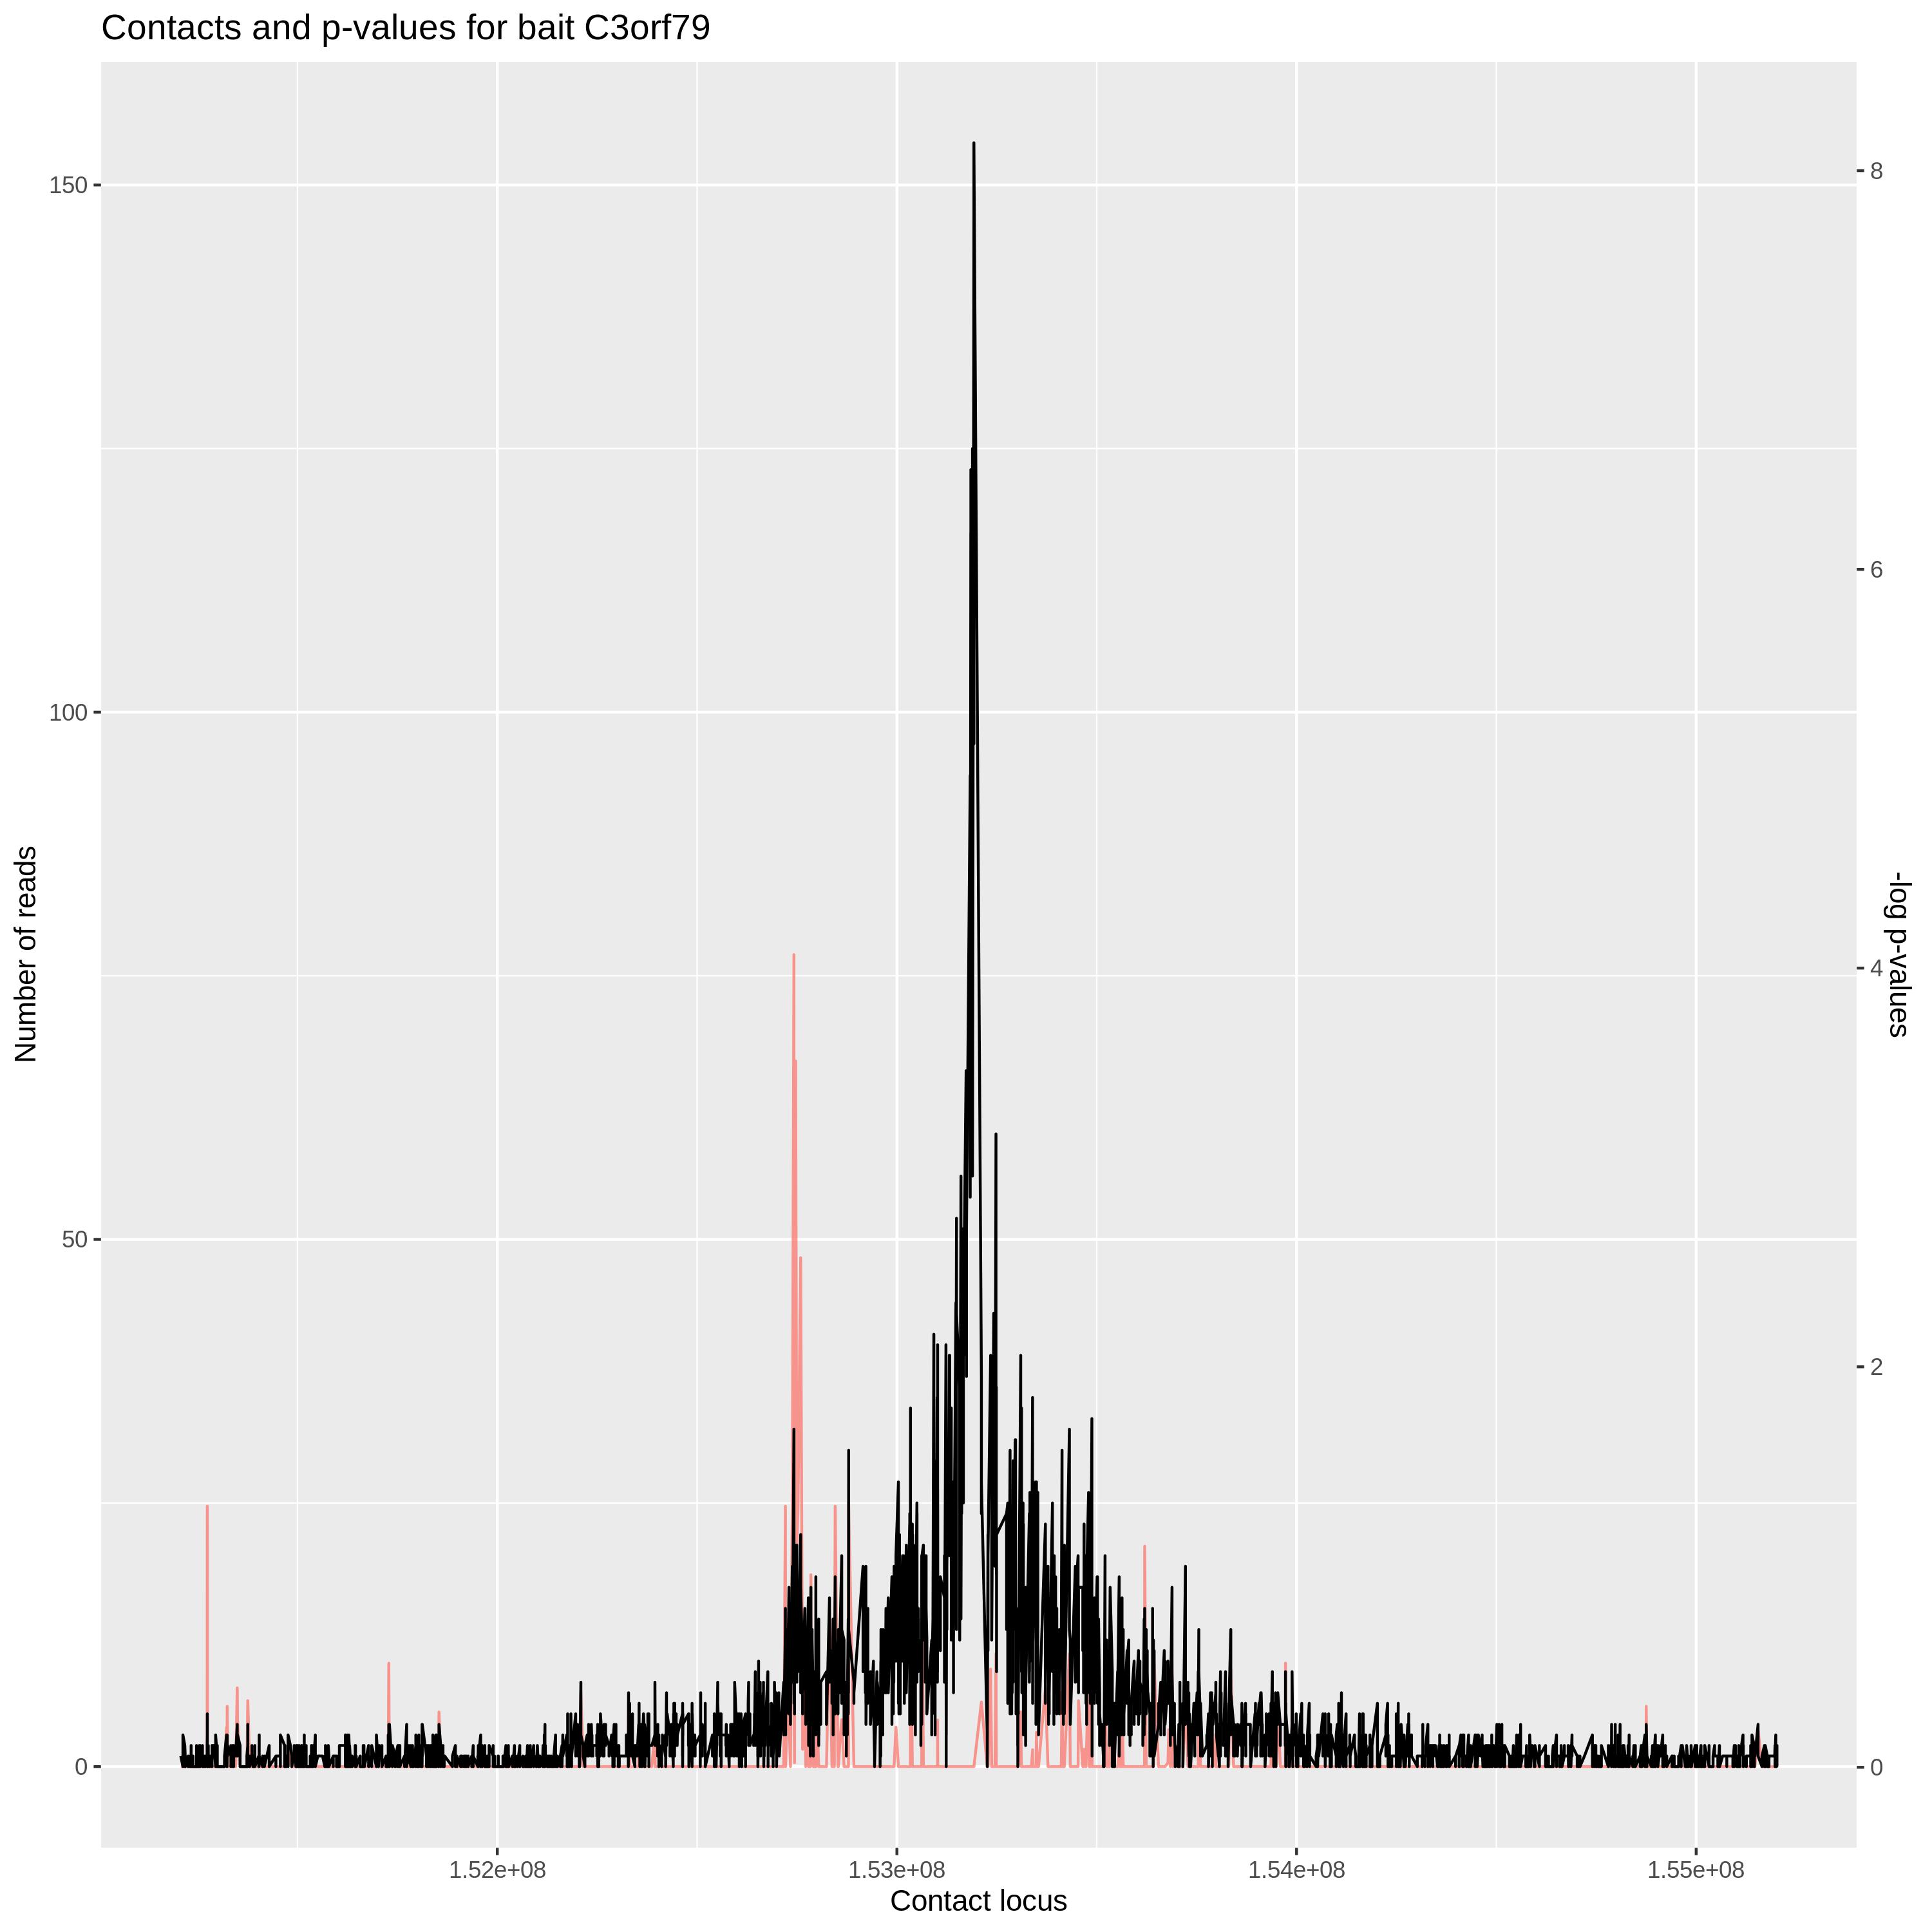 Contacts and p-values for bait C3orf79
150
100
50
0
Number of reads
8
6
4
2
0
-log p-values
1.52e+08
1.53e+08
1.54e+08
1.55e+08
Contact locus